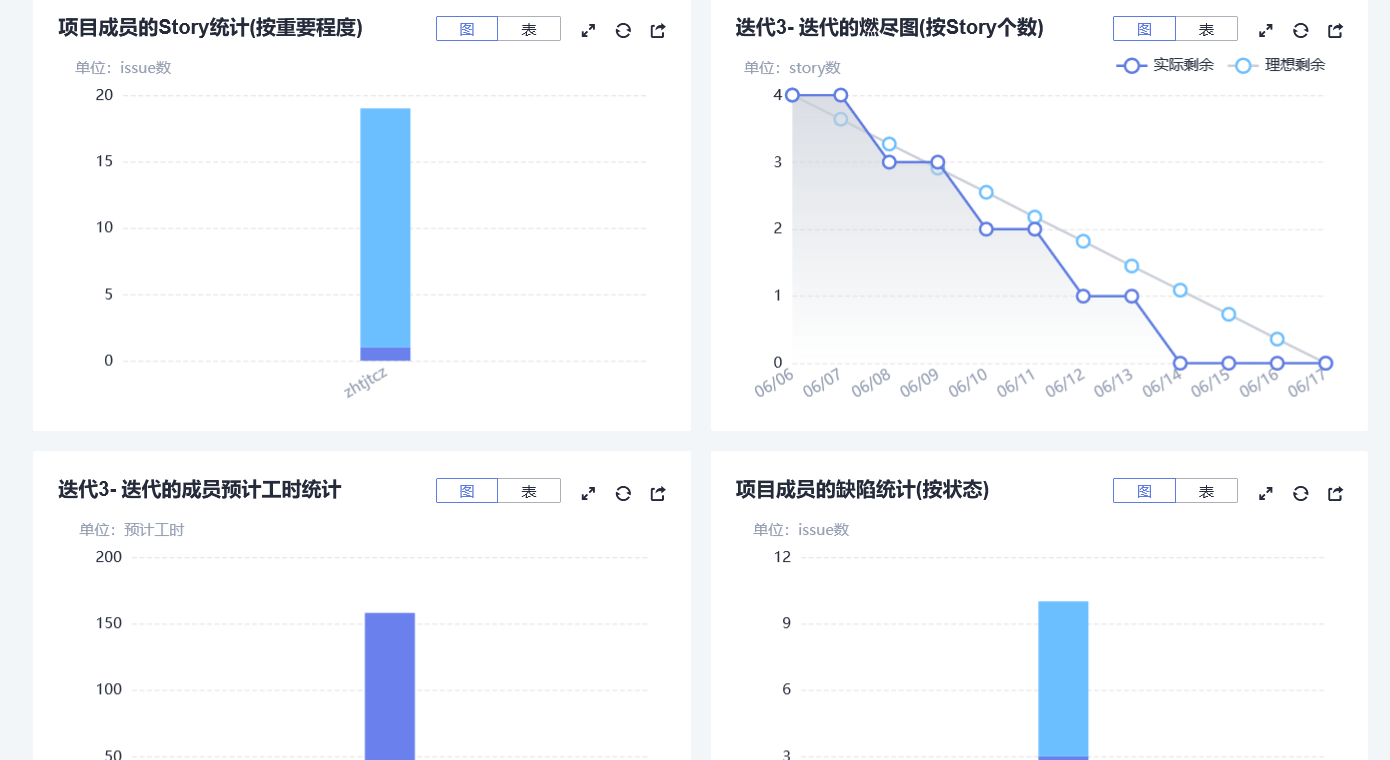 项目成员的Story统计(按重要程度)
图 表
单位：issue数
20
15
10
5
0
zhtjtcz
迭代3- 迭代的燃尽图(按Story个数)
图 表
单位：story数
实际剩余 理想剩余
4
3
2
1
0
06/06 06/07 06/08 06/09 06/10 06/11 06/12 06/13 06/14 06/15 06/16 06/17
迭代3- 迭代的成员预计工时统计
图 表
单位：预计工时
200
150
100
50
项目成员的缺陷统计(按状态)
图 表
单位：issue数
12
9
6
3